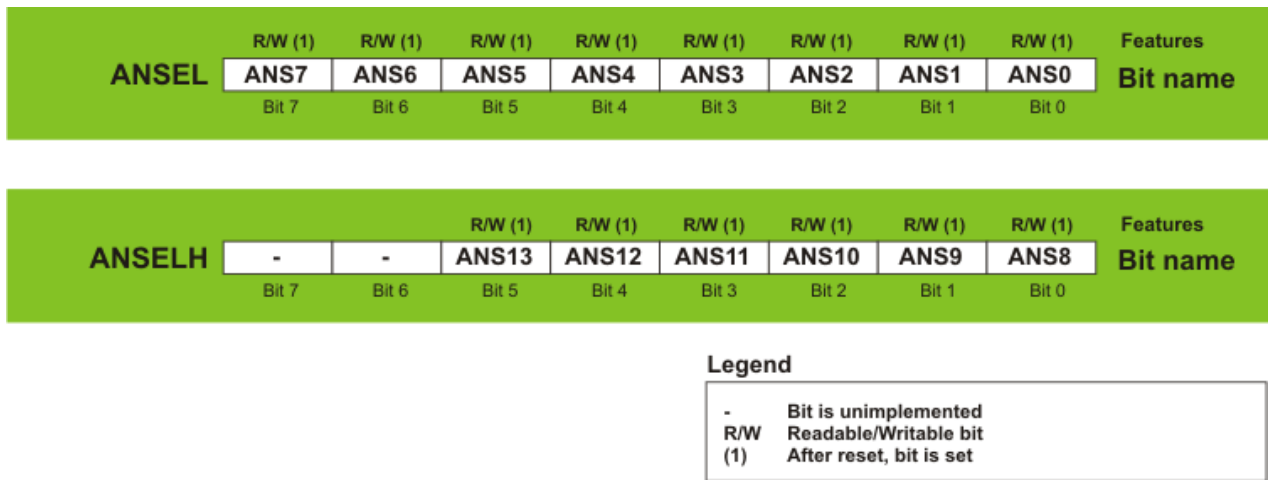 R/W (1) R/W (1) R/W (1) R/W (1) R/W (1) R/W (1) R/W (1) R/W (1) Features
ANSEL ANS7 ANS6 ANS5 ANS4 ANS3 ANS2 ANS1 ANS0 Bit name
Bit 7 Bit 6 Bit 5 Bit 4 Bit 3 Bit 2 Bit 1 Bit 0
R/W (1) R/W (1) R/W (1) R/W (1) R/W (1) R/W (1) Features
ANSELH - - ANS13 ANS12 ANS11 ANS10 ANS9 ANS8 Bit name
Bit 7 Bit 6 Bit 5 Bit 4 Bit 3 Bit 2 Bit 1 Bit 0
Legend
- Bit is unimplemented
R/W Readable/Writable bit
(1) After reset, bit is set